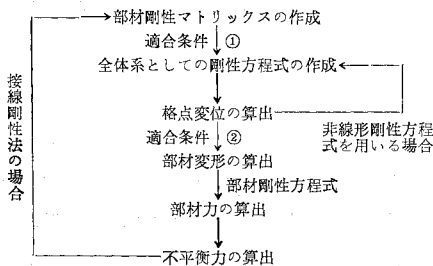 部材剛性マトリックスの作成
適合条件 ①
全体系としての剛性方程式の作成
格点変位の算出
非線形剛性方程
式を用いる場合
適合条件 ②
部材変形の算出
部材剛性方程式
部材力の算出
不平衡力の算出
接線剛性法の場合